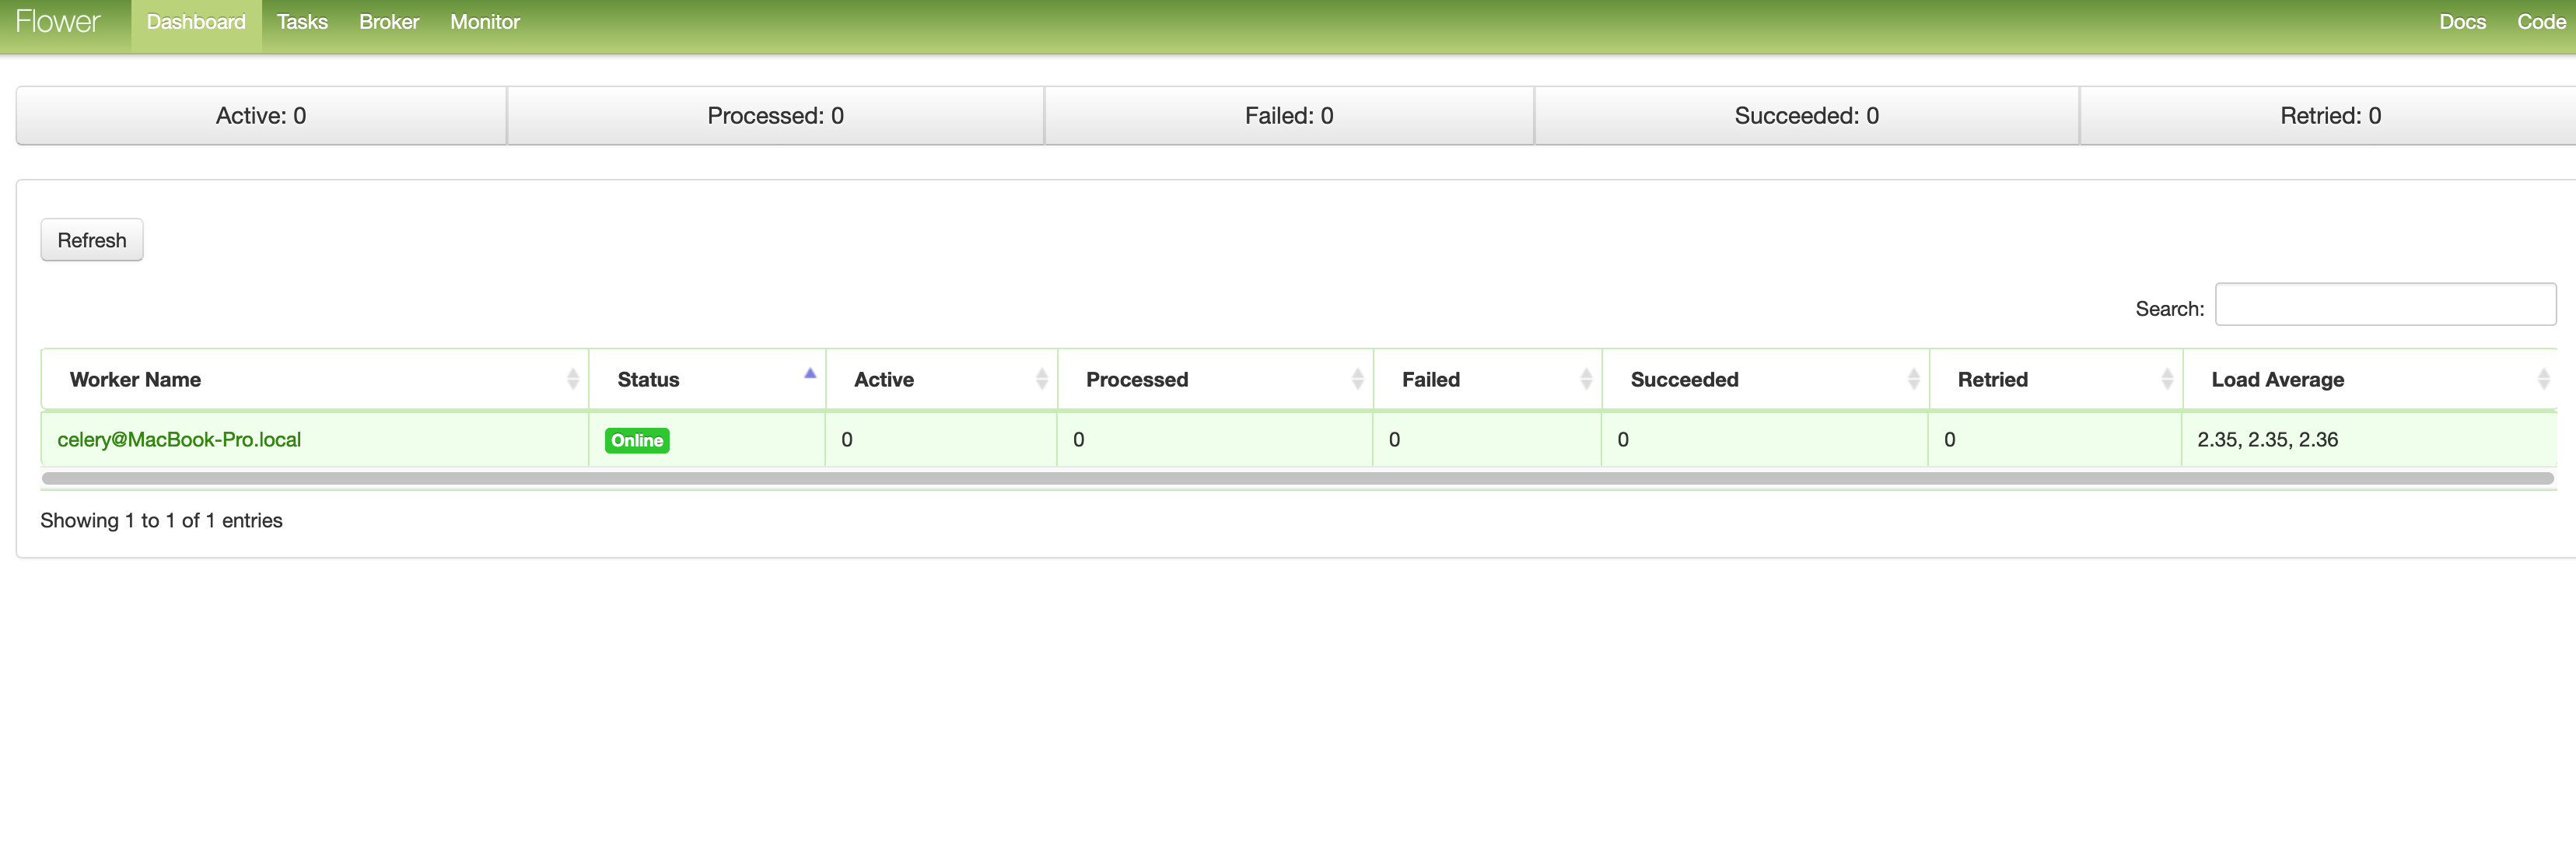 Flower Dashboard Tasks Broker Monitor Docs Code
Active: 0 Processed: 0 Failed: 0 Succeeded: 0 Retried: 0
Refresh
Search:
Worker Name Status Active Processed Failed Succeeded Retried Load Average
celery@MacBook-Pro.local Online 0 0 0 0 0 2.35, 2.35, 2.36
Showing 1 to 1 of 1 entries